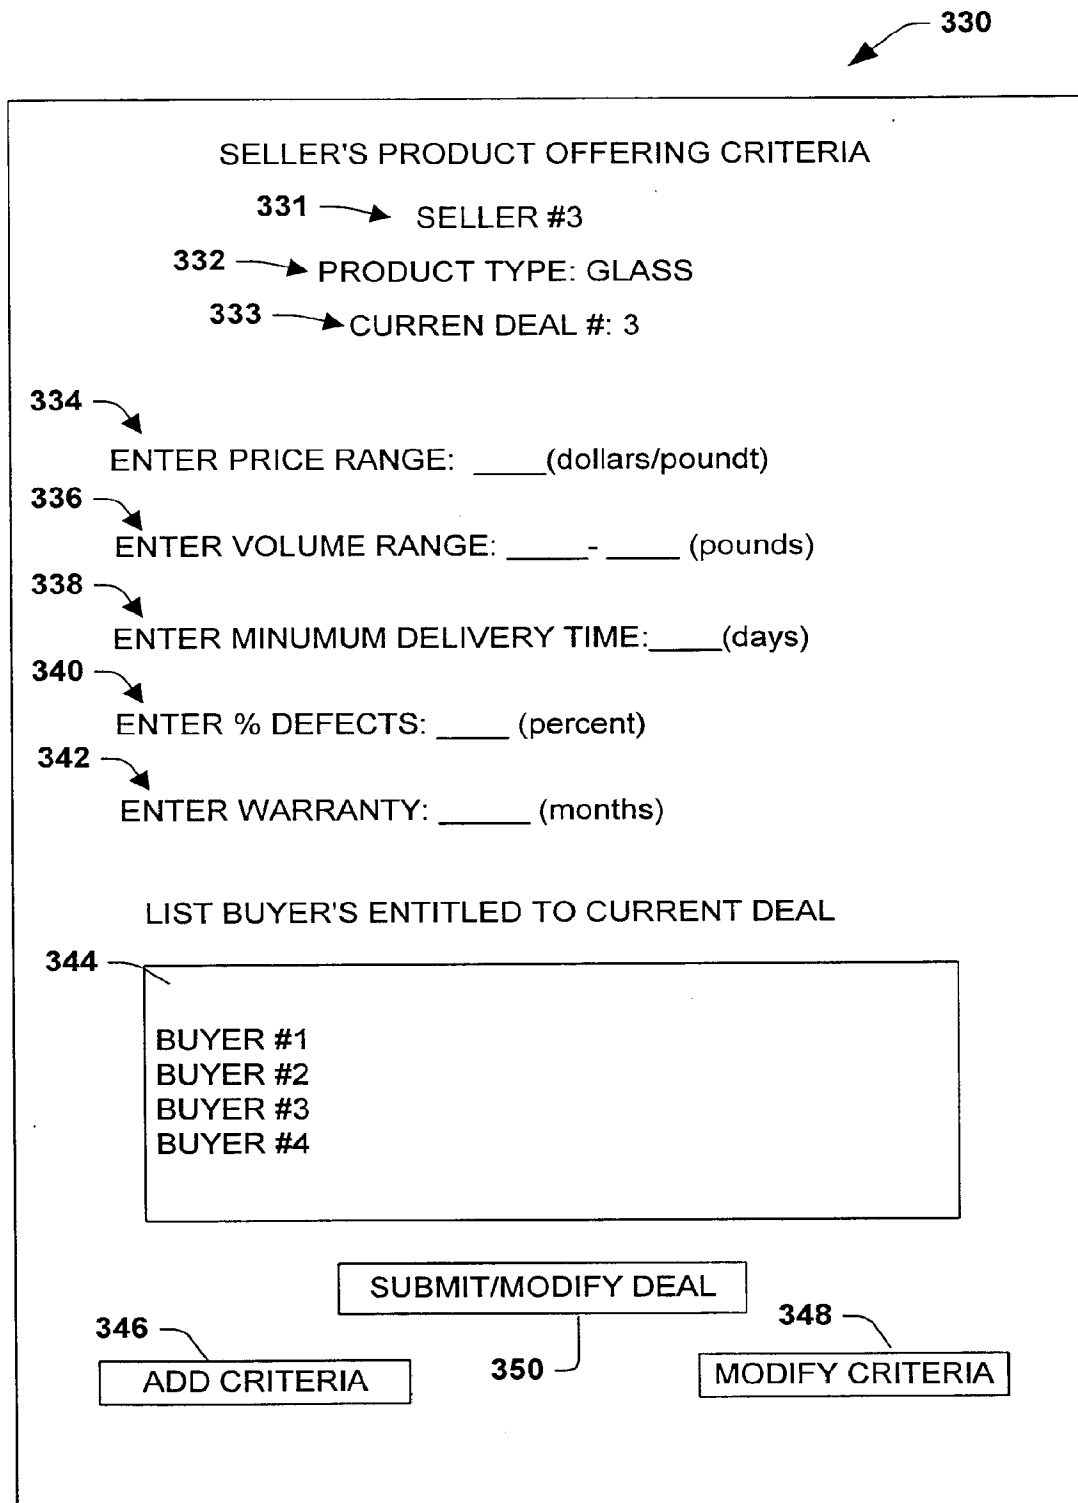 330
SELLER'S PRODUCT OFFERING CRITERIA
331 SELLER #3
332 PRODUCT TYPE: GLASS
333 CURREN DEAL #: 3
334
ENTER PRICE RANGE: ____(dollars/poundt)
336
ENTER VOLUME RANGE: ____- ____ (pounds)
338
ENTER MINUMUM DELIVERY TIME:____(days)
340
ENTER % DEFECTS: ____ (percent)
342
ENTER WARRANTY: _____ (months)
LIST BUYER'S ENTITLED TO CURRENT DEAL
344
BUYER #1
BUYER #2
BUYER #3
BUYER #4
SUBMIT/MODIFY DEAL
346 350 348
ADD CRITERIA MODIFY CRITERIA